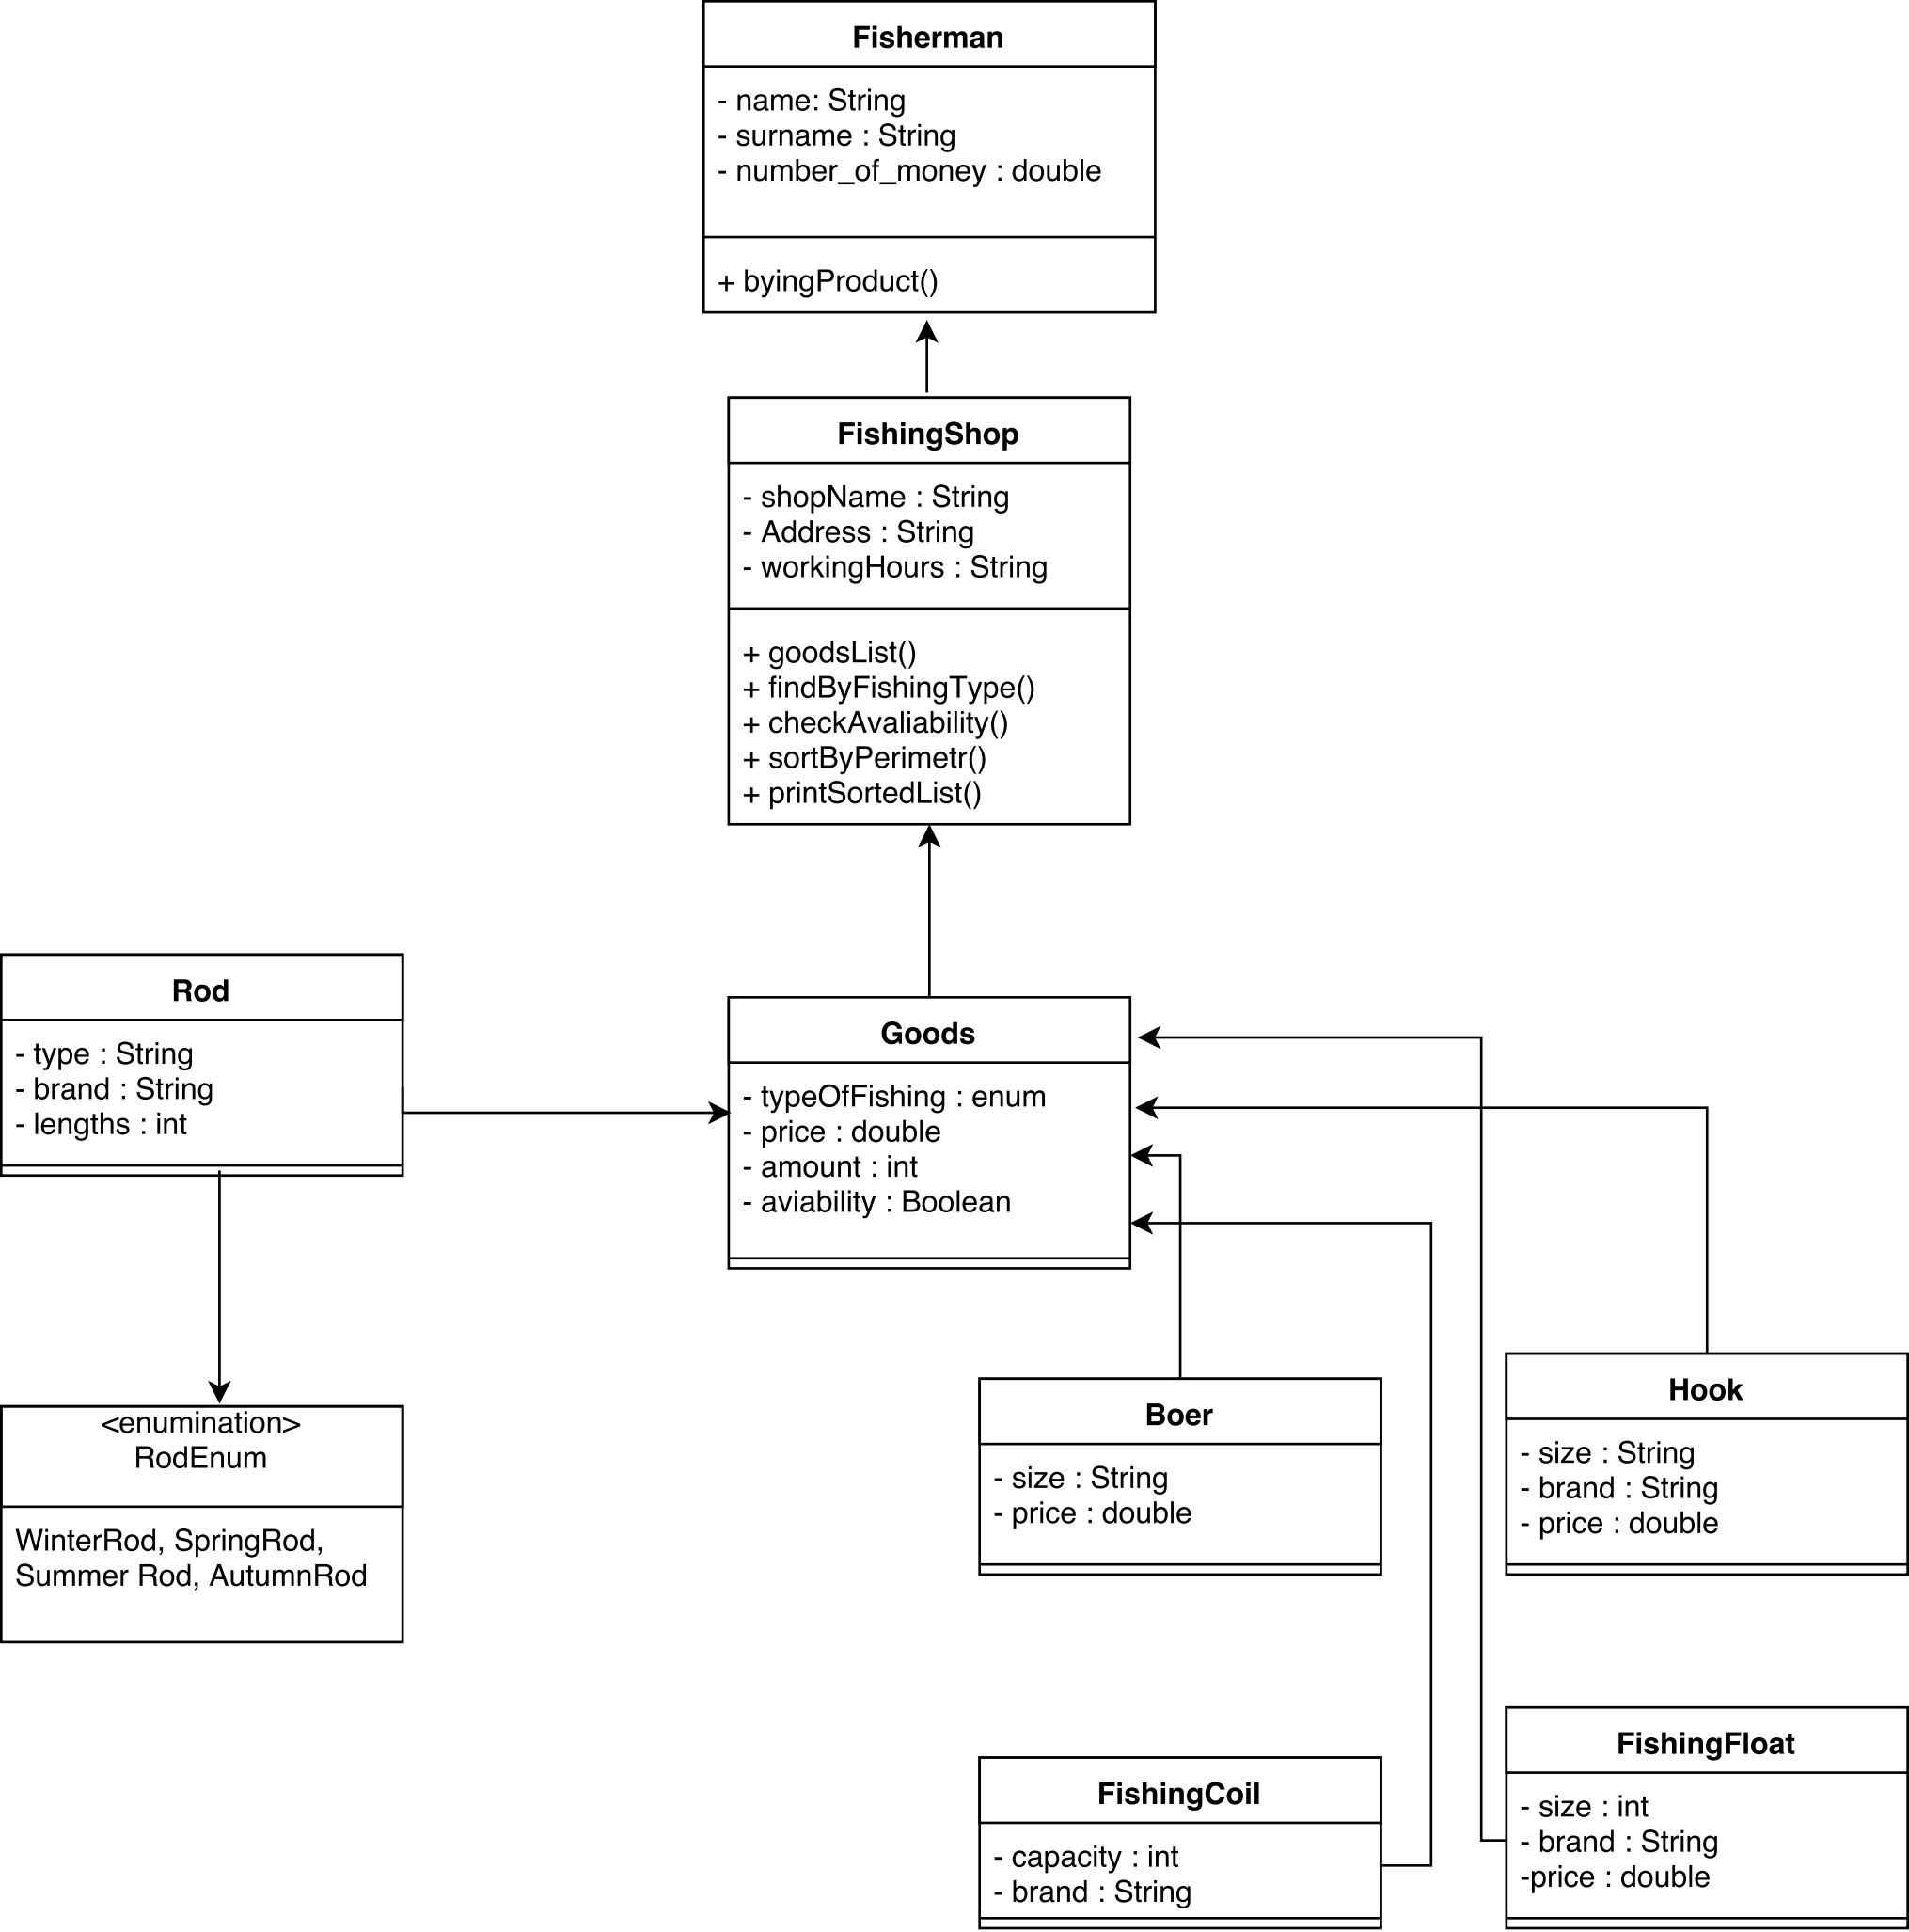 Fisherman
- name: String
- surname : String
- number_of_money : double
+ byingProduct()
FishingShop
- shopName : String
- Address : String
- workingHours : String
+ goodsList()
+ findByFishingType()
+ checkAvaliability()
+ sortByPerimetr()
+ printSortedList()
Rod
- type : String
- brand : String
- lengths : int
Goods
- typeOfFishing : enum
- price : double
- amount : int
- aviability : Boolean
<enumination>
RodEnum
WinterRod, SpringRod,
Summer Rod, AutumnRod
Boer
- size : String
- price : double
Hook
- size : String
- brand : String
- price : double
FishingCoil
- capacity : int
- brand : String
FishingFloat
- size : int
- brand : String
-price : double